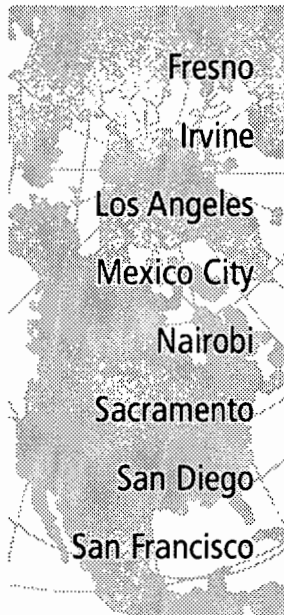 Fresno
Irvine
Los Angeles
Mexico City
Nairobi
Sacramento
San Diego
San Francisco